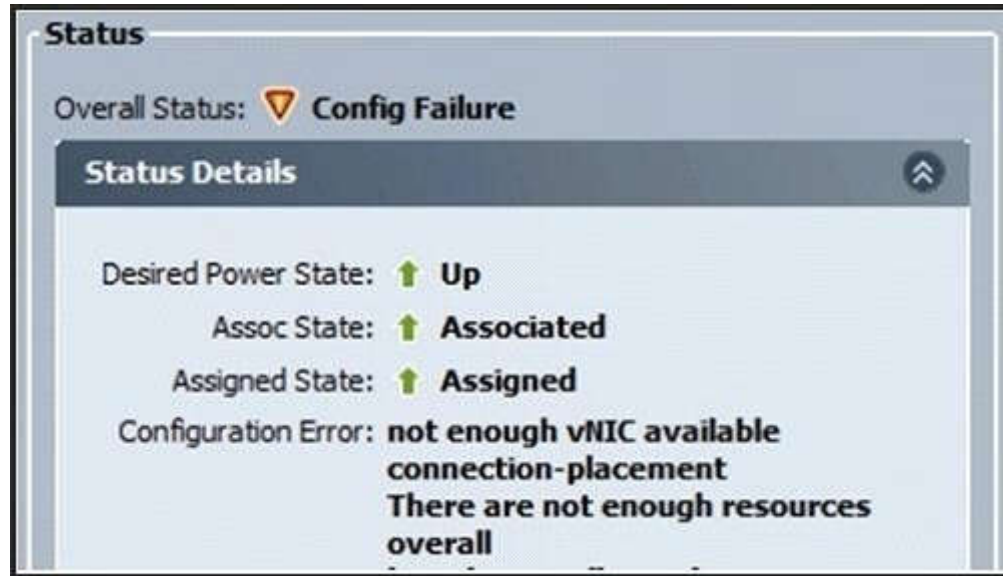 Status
Overall Status: Config Failure
Status Details
Desired Power State: Up
Assoc State: Associated
Assigned State: Assigned
Configuration Error: not enough vNIC available
connection-placement
There are not enough resources
overall